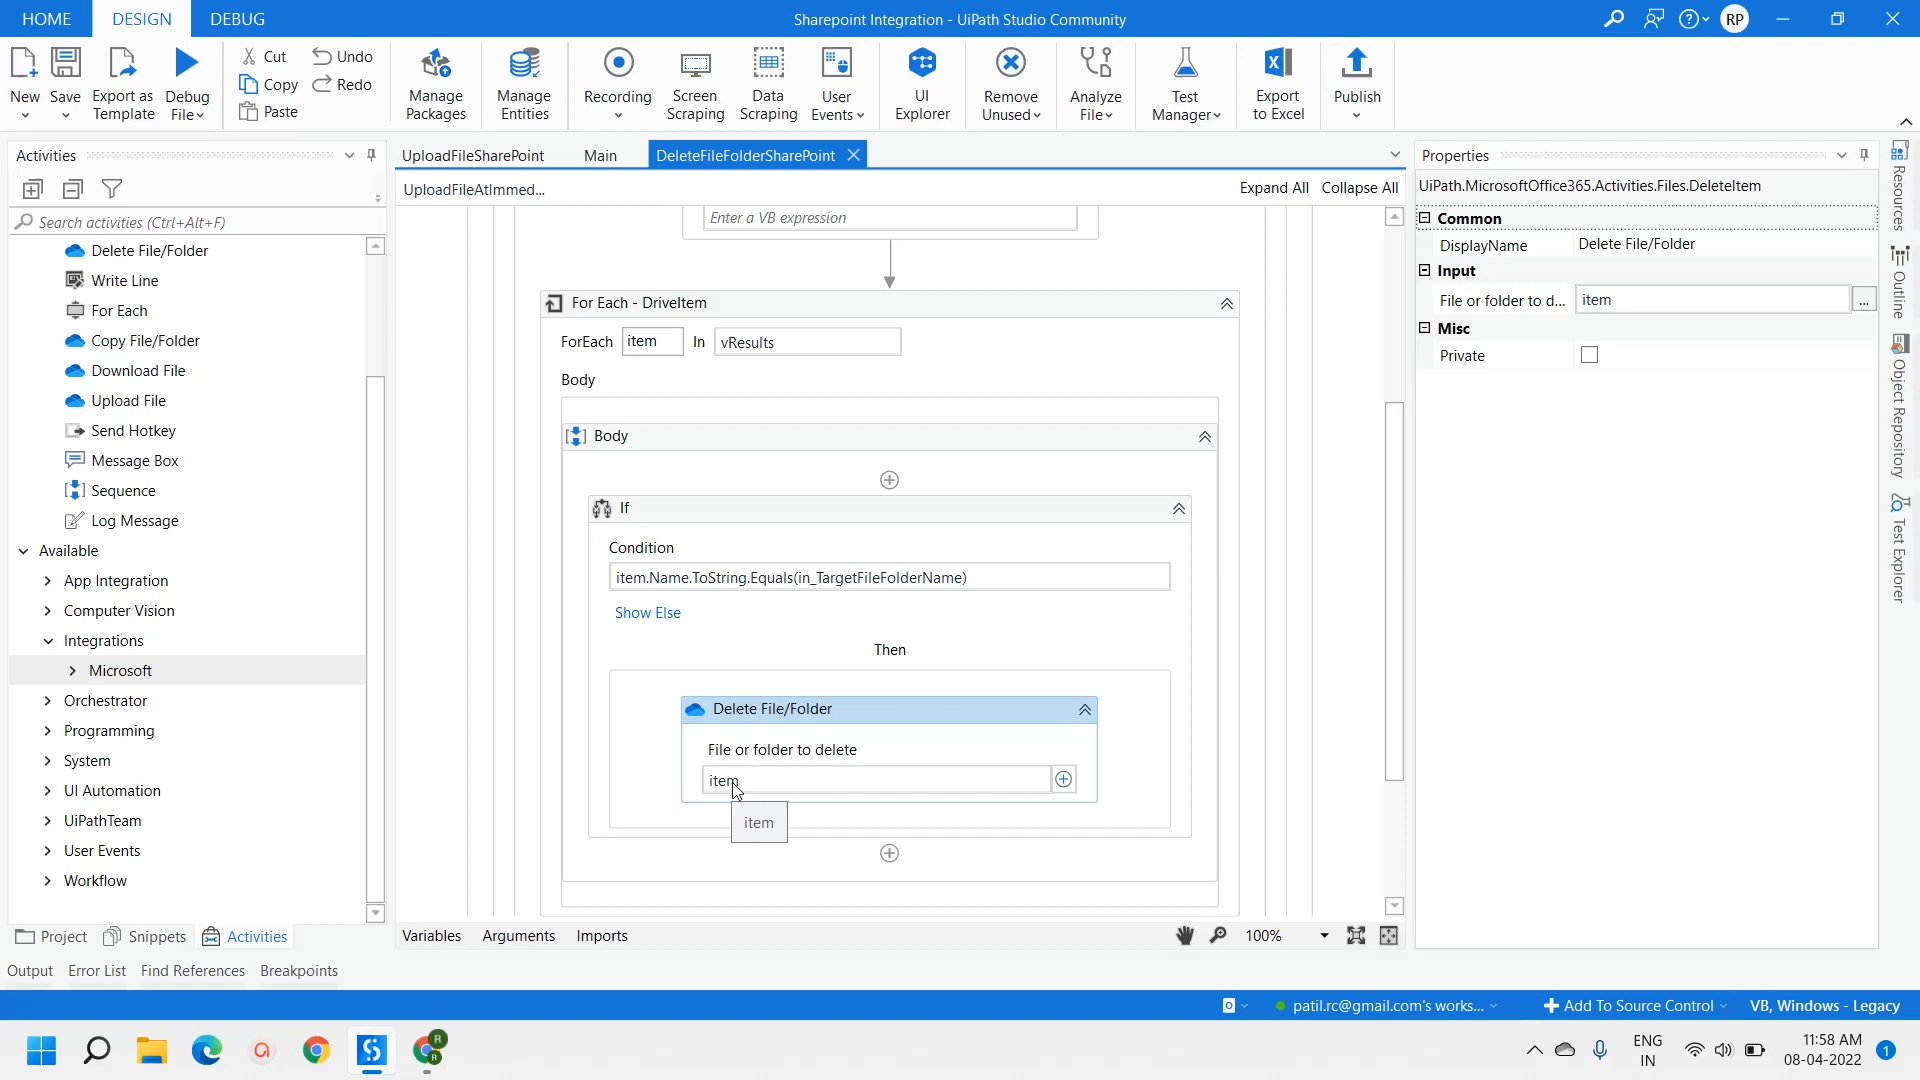 HOME
DESIGN
DEBUG
Sharepoint Integration - UiPath Studio Community
RP
New
Save
Export as Template
Debug File
Cut
Copy
Paste
Undo
Redo
Manage Packages
Manage Entities
Recording
Screen Scraping
Data Scraping
User Events
UI Explorer
Remove Unused
Analyze File
Test Manager
Export to Excel
Publish
Activities
Search activities (Ctrl+Alt+F)
Delete File/Folder
Write Line
For Each
Copy File/Folder
Download File
Upload File
Send Hotkey
Message Box
Sequence
Log Message
Available
App Integration
Computer Vision
Integrations
Microsoft
Orchestrator
Programming
System
UI Automation
UiPathTeam
User Events
Workflow
Project
Snippets
Activities
UploadFileSharePoint
Main
DeleteFileFolderSharePoint
UploadFileAtImmed...
Expand All
Collapse All
Enter a VB expression
For Each - DriveItem
ForEach
item
In
vResults
Body
Body
If
Condition
item.Name.ToString.Equals(in_TargetFileFolderName)
Show Else
Then
Delete File/Folder
File or folder to delete
item
item
Variables
Arguments
Imports
100%
Properties
UiPath.MicrosoftOffice365.Activities.Files.DeleteItem
Common
DisplayName
Delete File/Folder
Input
File or folder to d...
item
...
Misc
Private
Resources
Outline
Object Repository
Test Explorer
Output
Error List
Find References
Breakpoints
patil.rc@gmail.com's works...
Add To Source Control
VB, Windows - Legacy
R
R
ENG
IN
11:58 AM
08-04-2022
1